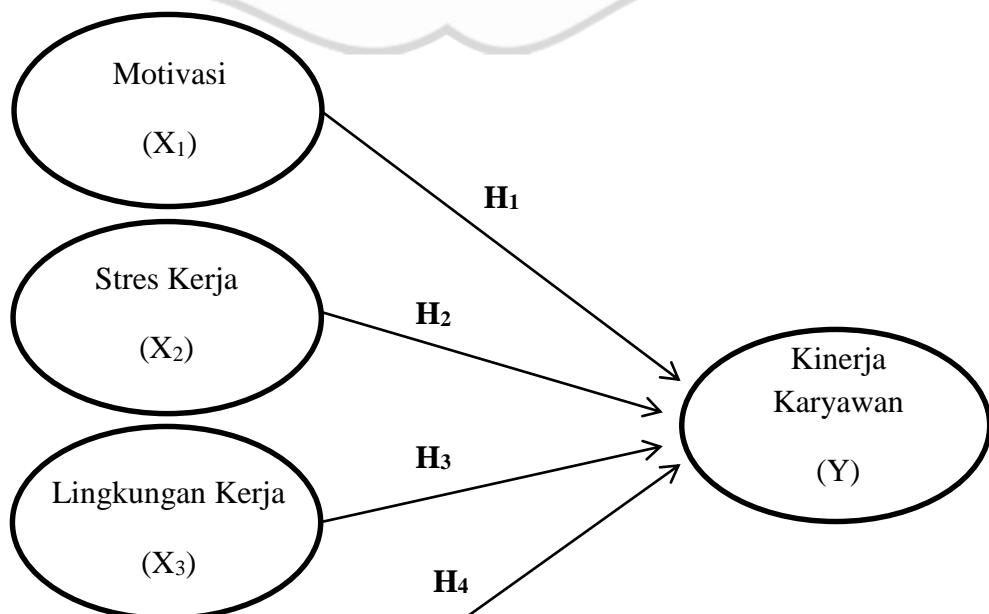 Motivasi
(X₁)
H₁
Stres Kerja
(X₂)
H₂
Kinerja
Karyawan
(Y)
Lingkungan Kerja
(X₃)
H₃
H₄